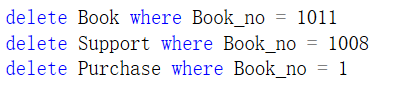 delete Book where Book_no = 1011
delete Support where Book_no = 1008
delete Purchase where Book_no = 1